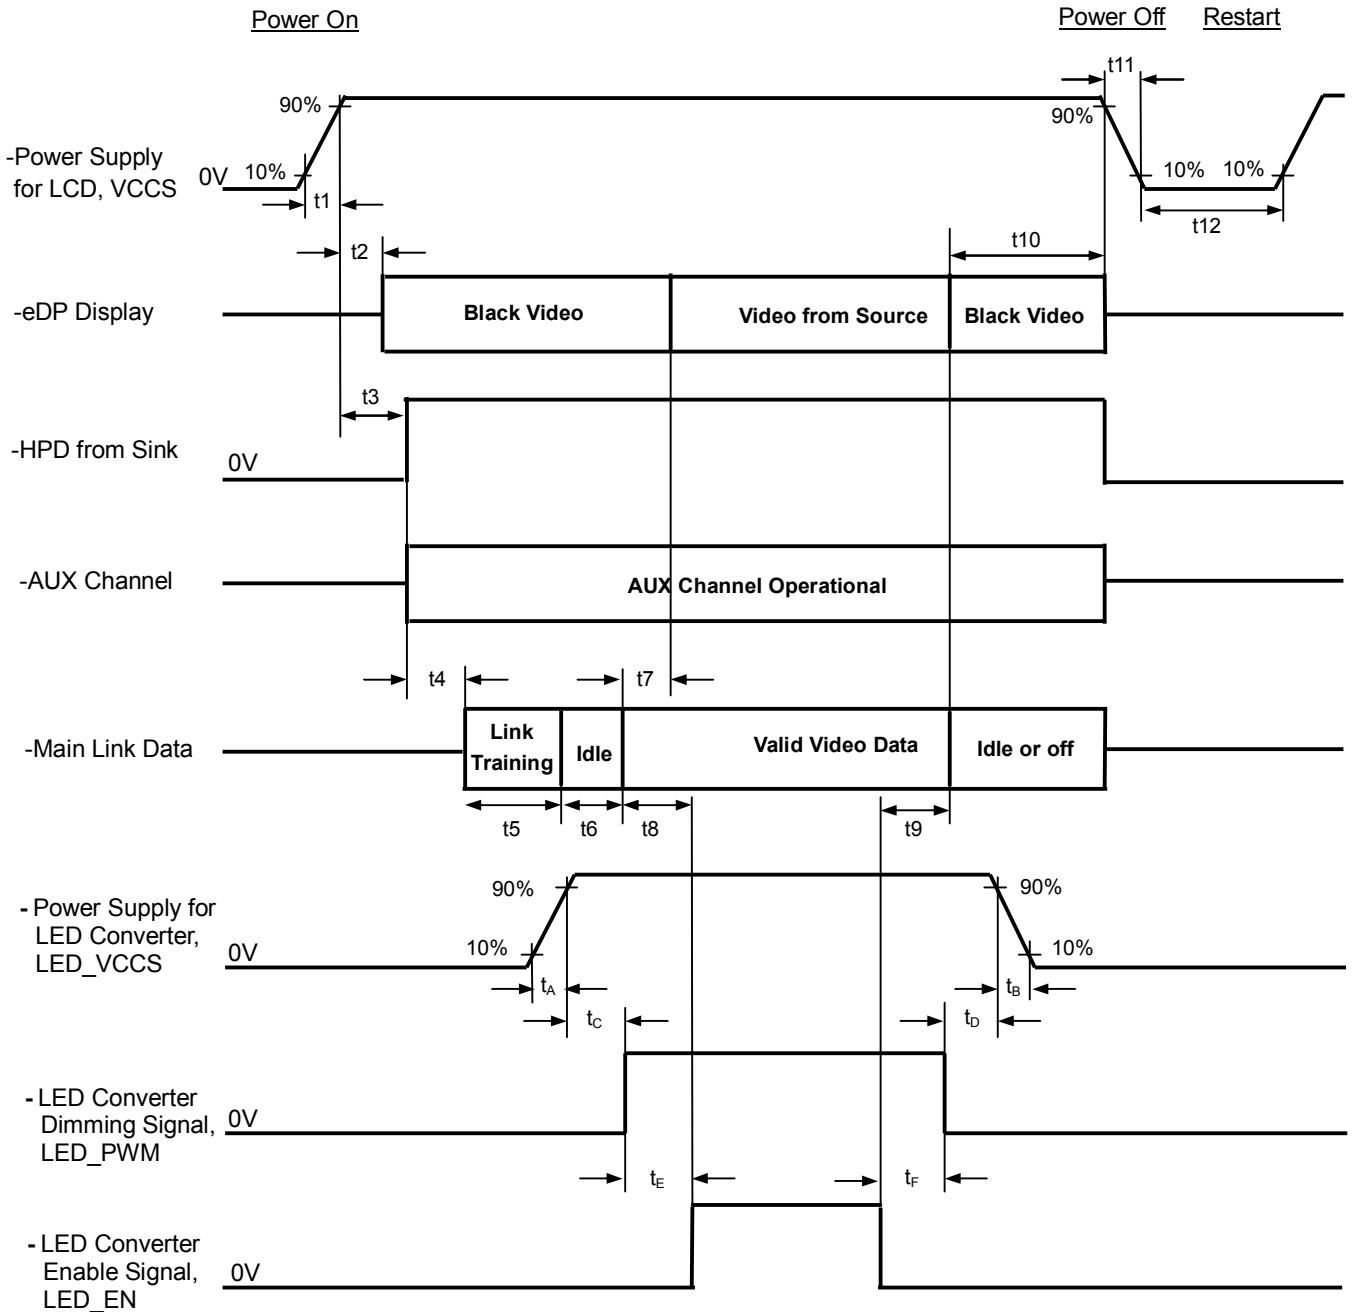 Power On
Power Off
Restart
t11
90%
90%
-Power Supply
for LCD, VCCS
0V
10%
10%
10%
t1
t12
t2
t10
-eDP Display
Black Video
Video from Source
Black Video
t3
-HPD from Sink
0V
-AUX Channel
AUX Channel Operational
t4
t7
-Main Link Data
Link
Training
Idle
Valid Video Data
Idle or off
t5
t6
t8
t9
90%
90%
- Power Supply for
LED Converter,
LED_VCCS
0V
10%
10%
tA
tB
tC
tD
- LED Converter
Dimming Signal,
LED_PWM
0V
tE
tF
- LED Converter
Enable Signal,
LED_EN
0V